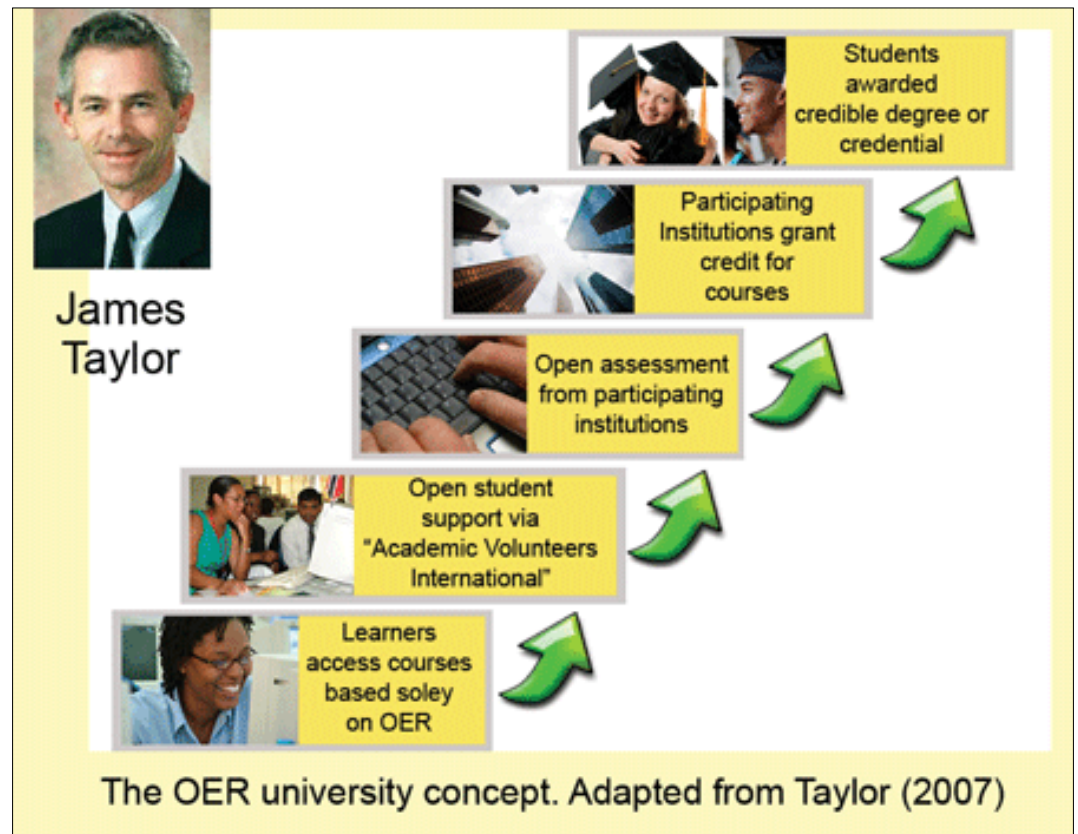 James
Taylor
Students
awarded
credible degree or
credential
Participating
Institutions grant
credit for
courses
Open assessment
from participating
institutions
Open student
support via
"Academic Volunteers
International"
Learners
access courses
based soley
on OER
The OER university concept. Adapted from Taylor (2007)